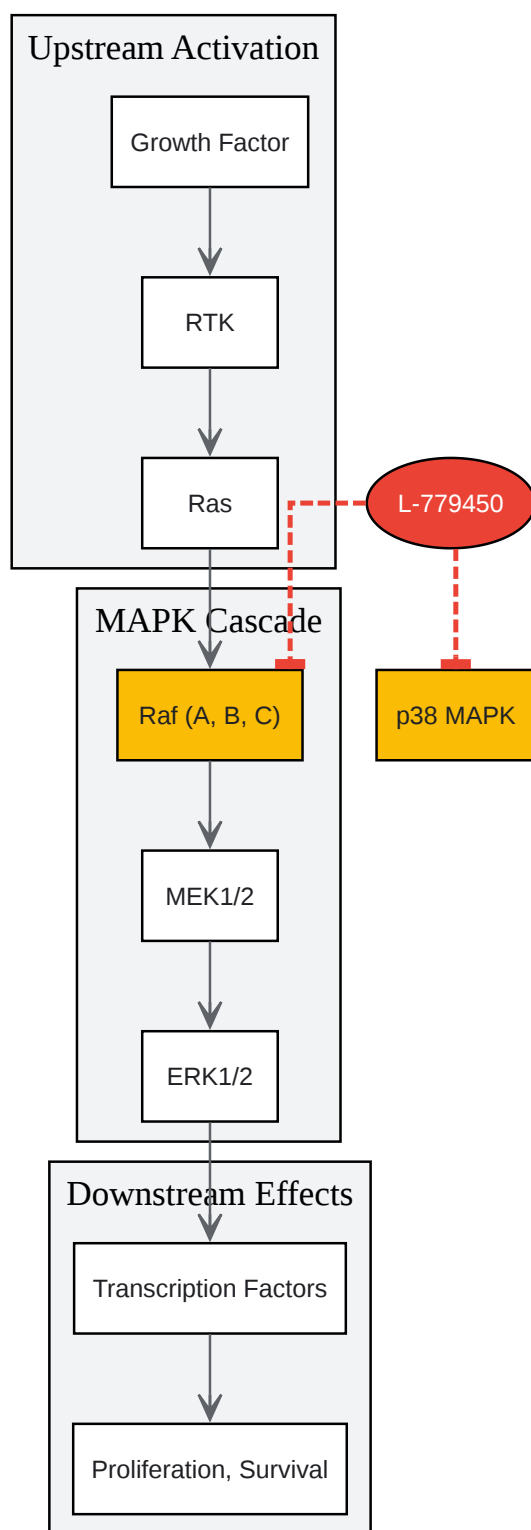 Upstream Activation
Growth Factor
RTK
Ras
L-779450
MAPK Cascade
Raf (A, B, C)
p38 MAPK
MEK1/2
ERK1/2
Downstream Effects
Transcription Factors
Proliferation, Survival